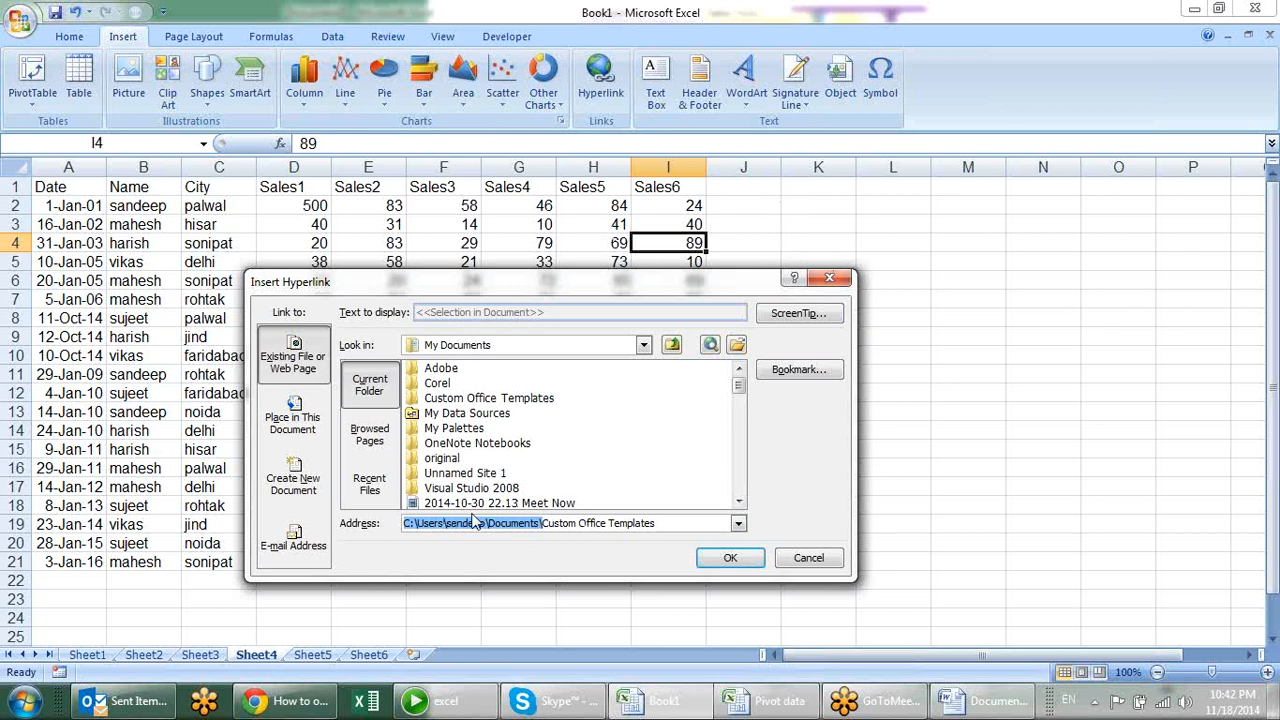 Book1 - Microsoft Excel
Home Insert Page Layout Formulas Data Review View Developer
PivotTable Table Picture Clip Art Shapes SmartArt Column Line Pie Bar Area Scatter Other Charts Hyperlink Text Box Header & Footer WordArt Signature Line Object Symbol
Tables Illustrations Charts Links Text
I4 fx 89
A B C D E F G H I J K L M N O P
1 Date Name City Sales1 Sales2 Sales3 Sales4 Sales5 Sales6
2 1-Jan-01 sandeep palwal 500 83 58 46 84 24
3 16-Jan-02 mahesh hisar 40 31 14 10 41 40
4 31-Jan-03 harish sonipat 20 83 29 79 69 89
5 10-Jan-05 vikas delhi 38 58 21 33 73 10
6 20-Jan-05 mahesh sonipat
7 5-Jan-06 mahesh rohtak
8 11-Oct-14 sujeet palwal
9 12-Oct-14 harish jind
10 10-Oct-14 vikas faridabad
11 29-Jan-09 sandeep rohtak
12 4-Jan-10 sujeet faridabad
13 14-Jan-10 sandeep noida
14 24-Jan-10 harish delhi
15 9-Jan-11 harish hisar
16 29-Jan-11 mahesh palwal
17 12-Jan-12 mahesh delhi
18 8-Jan-13 sujeet rohtak
19 23-Jan-14 vikas jind
20 28-Jan-15 sujeet noida
21 3-Jan-16 mahesh sonipat
22
23
24
25
Insert Hyperlink
Link to: Text to display: <<Selection in Document>> ScreenTip...
Existing File or Web Page
Look in: My Documents
Bookmark...
Place in This Document
Create New Document
E-mail Address
Current Folder
Browsed Pages
Recent Files
Adobe
Corel
Custom Office Templates
My Data Sources
My Palettes
OneNote Notebooks
original
Unnamed Site 1
Visual Studio 2008
2014-10-30 22.13 Meet Now
Address: \Documents\Custom Office Templates
OK Cancel
Sheet1 Sheet2 Sheet3 Sheet4 Sheet5 Sheet6
Ready 100%
Sent Item... How to o... excel Skype™ -... Book1 Pivot data GoToMee... Documen... EN 10:42 PM
11/18/2014